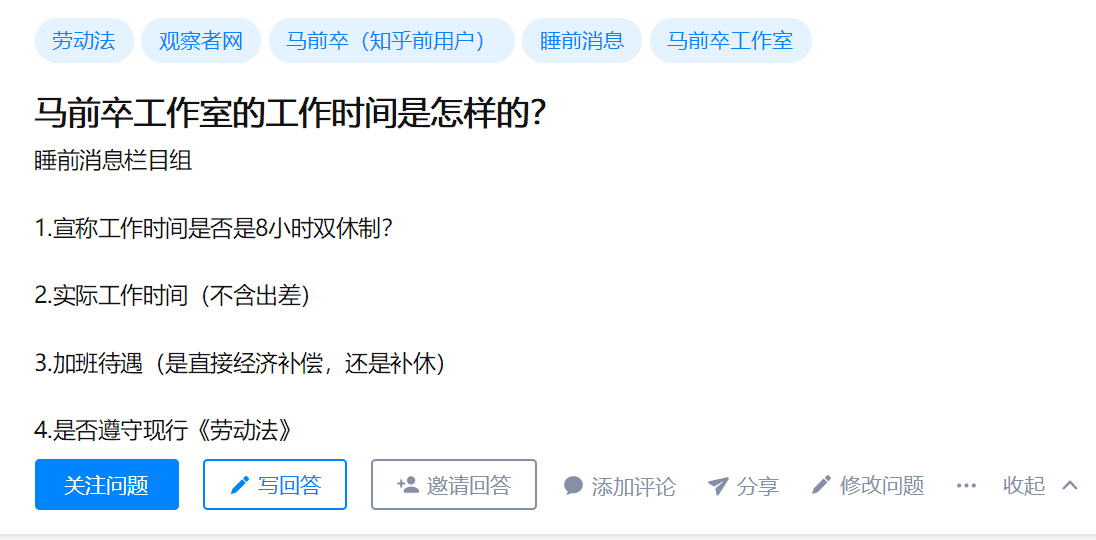 劳动法 观察者网 马前卒（知乎前用户） 睡前消息 马前卒工作室
马前卒工作室的工作时间是怎样的？
睡前消息栏目组
1.宣称工作时间是否是8小时双休制？
2.实际工作时间（不含出差）
3.加班待遇（是直接经济补偿，还是补休）
4.是否遵守现行《劳动法》
关注问题 写回答 邀请回答 添加评论 分享 修改问题 ··· 收起